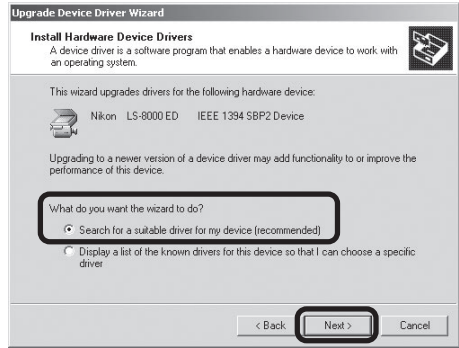 Upgrade Device Driver Wizard
Install Hardware Device Drivers
A device driver is a software program that enables a hardware device to work with
an operating system.
This wizard upgrades drivers for the following hardware device:
Nikon LS-8000 ED IEEE 1394 SBP2 Device
Upgrading to a newer version of a device driver may add functionality to or improve the
performance of this device.
What do you want the wizard to do?
Search for a suitable driver for my device (recommended)
Display a list of the known drivers for this device so that I can choose a specific
driver
< Back Next > Cancel